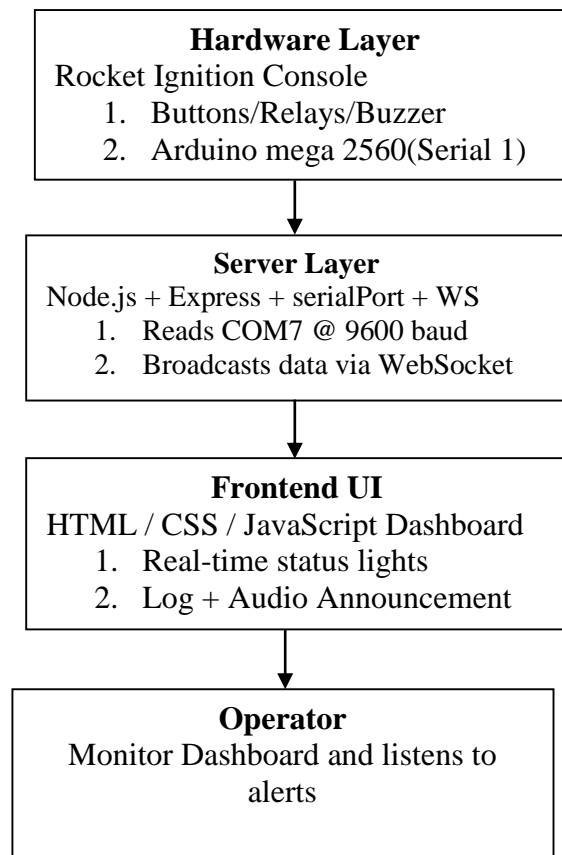 Hardware Layer
Rocket Ignition Console
1. Buttons/Relays/Buzzer
2. Arduino mega 2560(Serial 1)
Server Layer
Node.js + Express + serialPort + WS
1. Reads COM7 @ 9600 baud
2. Broadcasts data via WebSocket
Frontend UI
HTML / CSS / JavaScript Dashboard
1. Real-time status lights
2. Log + Audio Announcement
Operator
Monitor Dashboard and listens to
alerts